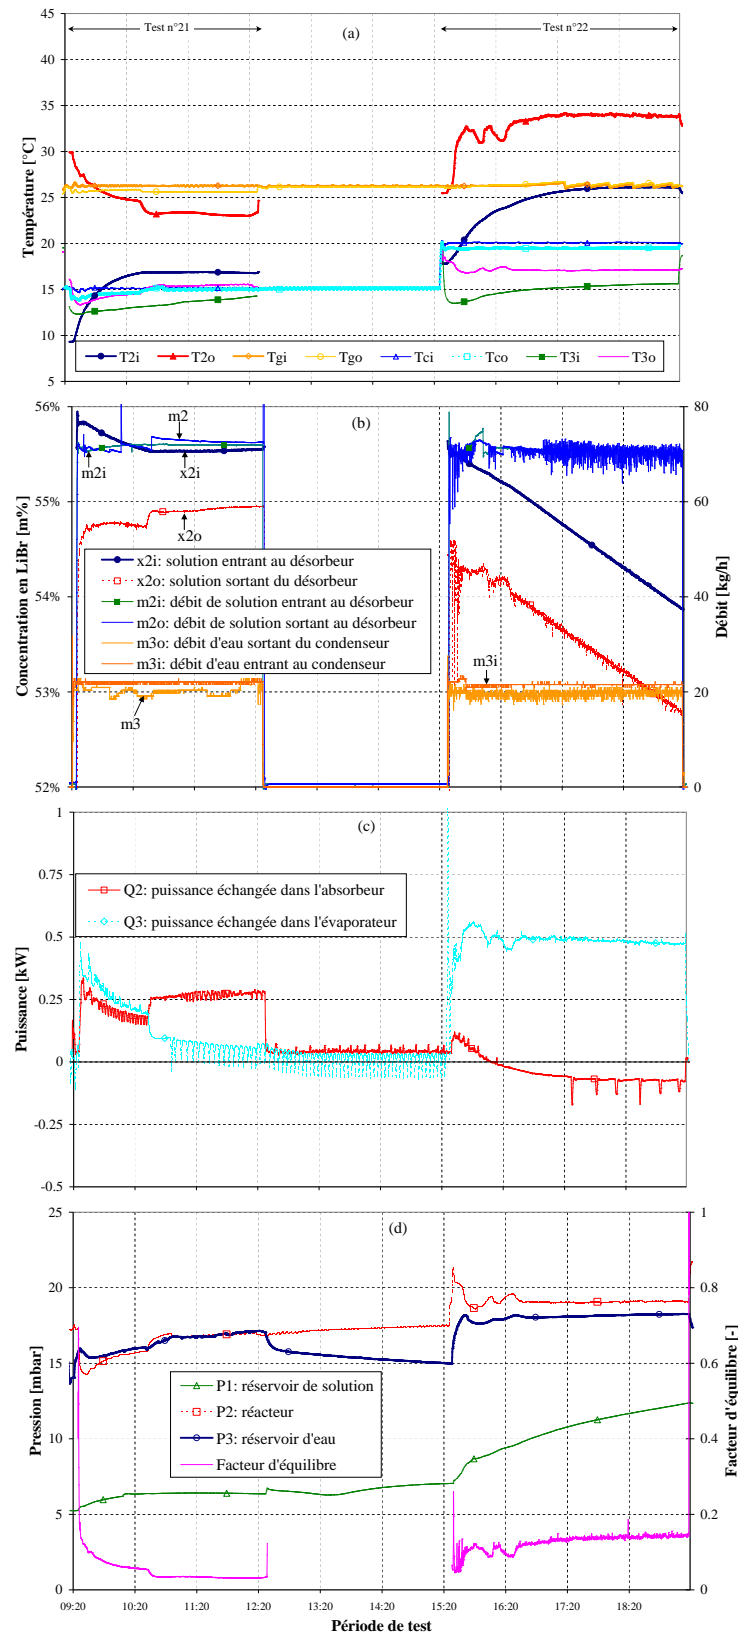 Test n°21
Test n°22
(a)
45
40
35
30
25
20
15
10
5
Température [°C]
T2i T2o Tgi Tgo Tci Tco T3i T3o
(b)
56%
55%
54%
53%
52%
Concentration en LiBr [m%]
80
60
40
20
0
Débit [kg/h]
m2
m2i
x2i
x2o
x2i: solution entrant au désorbeur
x2o: solution sortant du désorbeur
m2i: débit de solution entrant au désorbeur
m2o: débit de solution sortant au désorbeur
m3o: débit d'eau sortant du condenseur
m3i: débit d'eau entrant au condenseur
m3i
m3
(c)
1
0.75
0.5
0.25
0
-0.25
-0.5
Puissance [kW]
Q2: puissance échangée dans l'absorbeur
Q3: puissance échangée dans l'évaporateur
(d)
25
20
15
10
5
0
Pression [mbar]
1
0.8
0.6
0.4
0.2
0
Facteur d'équilibre [-]
P1: réservoir de solution
P2: réacteur
P3: réservoir d'eau
Facteur d'équilibre
09:20 10:20 11:20 12:20 13:20 14:20 15:20 16:20 17:20 18:20
Période de test